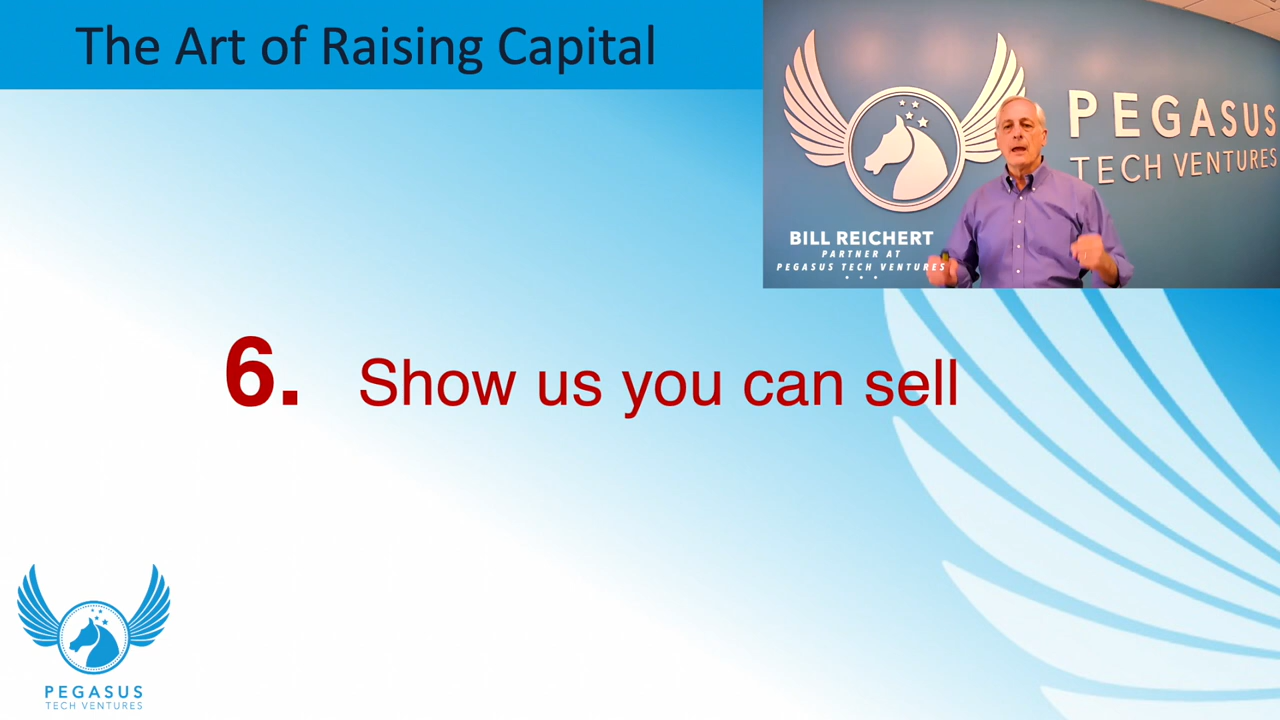 The Art of Raising Capital
PEGASUS
TECH VENTURES
BILL REICHERT
PARTNER AT
PEGASUS TECH VENTURES
6. Show us you can sell
PEGASUS
TECH VENTURES